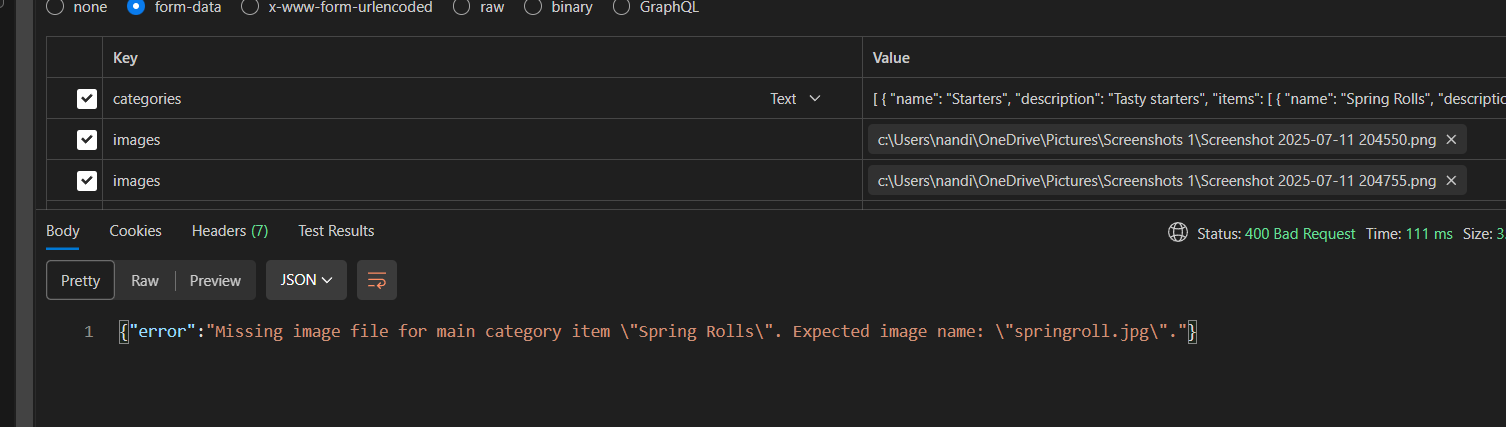 none form-data x-www-form-urlencoded raw binary GraphQL
Key Value
categories Text [ { "name": "Starters", "description": "Tasty starters", "items": [ { "name": "Spring Rolls", "descriptio
images c:\Users\nandi\OneDrive\Pictures\Screenshots 1\Screenshot 2025-07-11 204550.png
images c:\Users\nandi\OneDrive\Pictures\Screenshots 1\Screenshot 2025-07-11 204755.png
Body Cookies Headers (7) Test Results Status: 400 Bad Request Time: 111 ms Size: 3.
Pretty Raw Preview JSON
1 {"error":"Missing image file for main category item \"Spring Rolls\". Expected image name: \"springroll.jpg\"."}